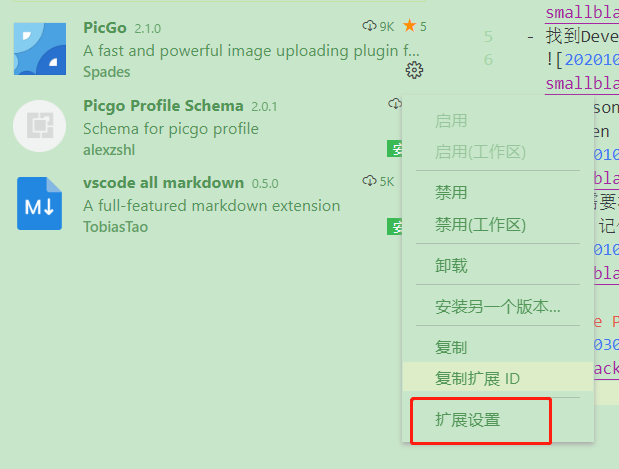 PicGo 2.1.0 9K 5
A fast and powerful image uploading plugin f...
Spades
Picgo Profile Schema 2.0.1
Schema for picgo profile
alexzshl
安
vscode all markdown 0.5.0 5K
A full-featured markdown extension
TobiasTao
安
M
启用
启用(工作区)
禁用
禁用(工作区)
卸载
安装另一个版本...
复制
复制扩展 ID
扩展设置
smallbla
5 - 找到Deve
6 ![202010
smallbla
son
en
010
bla
需要
记
010
bla
e P
030
ack